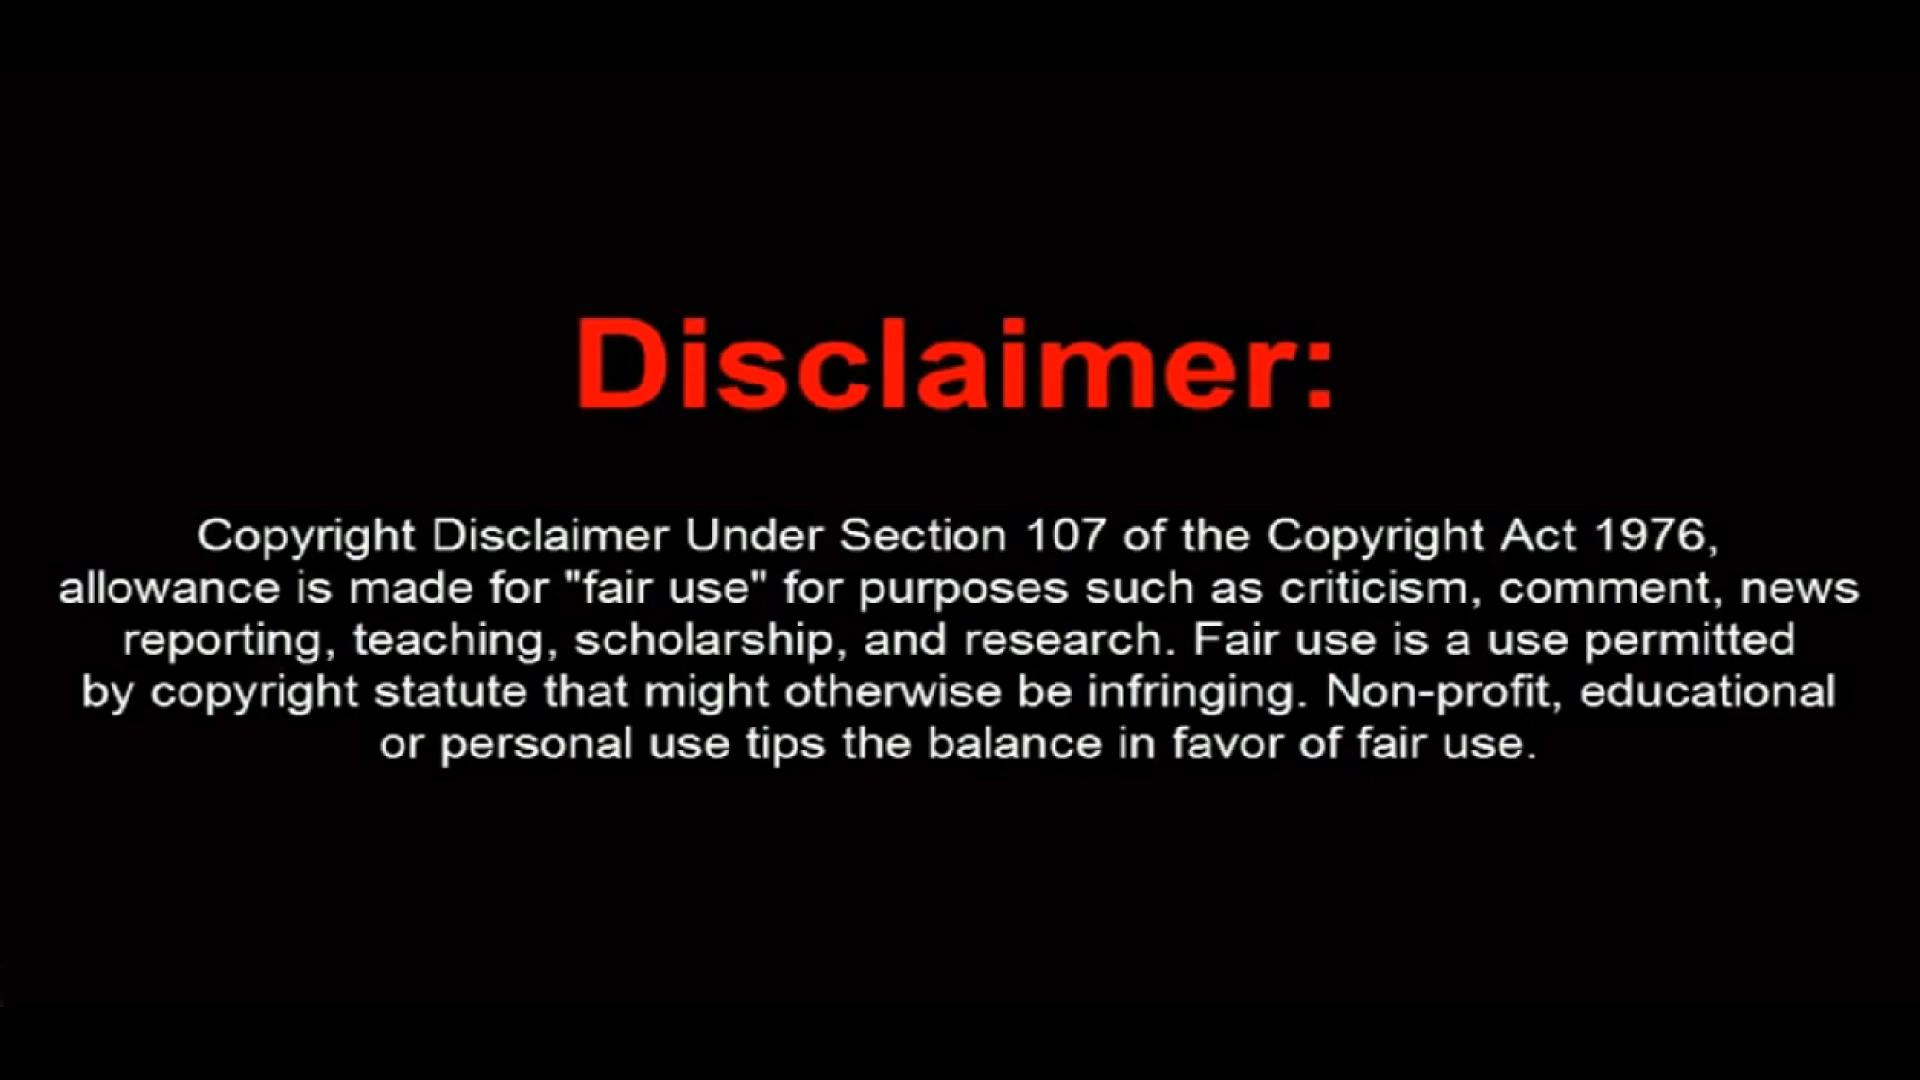 Disclaimer:
Copyright Disclaimer Under Section 107 of the Copyright Act 1976,
allowance is made for "fair use" for purposes such as criticism, comment, news
reporting, teaching, scholarship, and research. Fair use is a use permitted
by copyright statute that might otherwise be infringing. Non-profit, educational
or personal use tips the balance in favor of fair use.